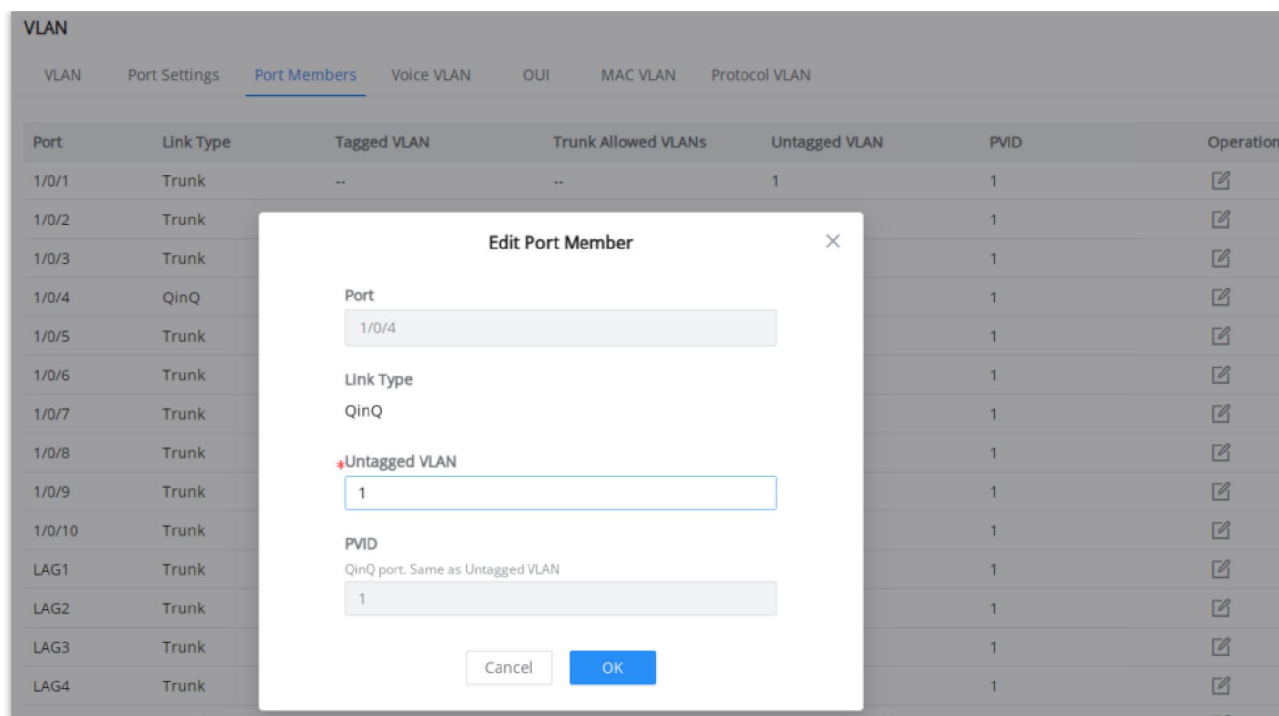 VLAN
VLAN Port Settings Port Members Voice VLAN OUI MAC VLAN Protocol VLAN
Port Link Type Tagged VLAN Trunk Allowed VLANs Untagged VLAN PVID Operation
1/0/1 Trunk -- -- 1 1
1/0/2 Trunk 1
1/0/3 Trunk 1
1/0/4 QinQ 1
1/0/5 Trunk 1
1/0/6 Trunk 1
1/0/7 Trunk 1
1/0/8 Trunk 1
1/0/9 Trunk 1
1/0/10 Trunk 1
LAG1 Trunk 1
LAG2 Trunk 1
LAG3 Trunk 1
LAG4 Trunk 1
Edit Port Member
Port
1/0/4
Link Type
QinQ
*Untagged VLAN
1
PVID
QinQ port. Same as Untagged VLAN
1
Cancel OK